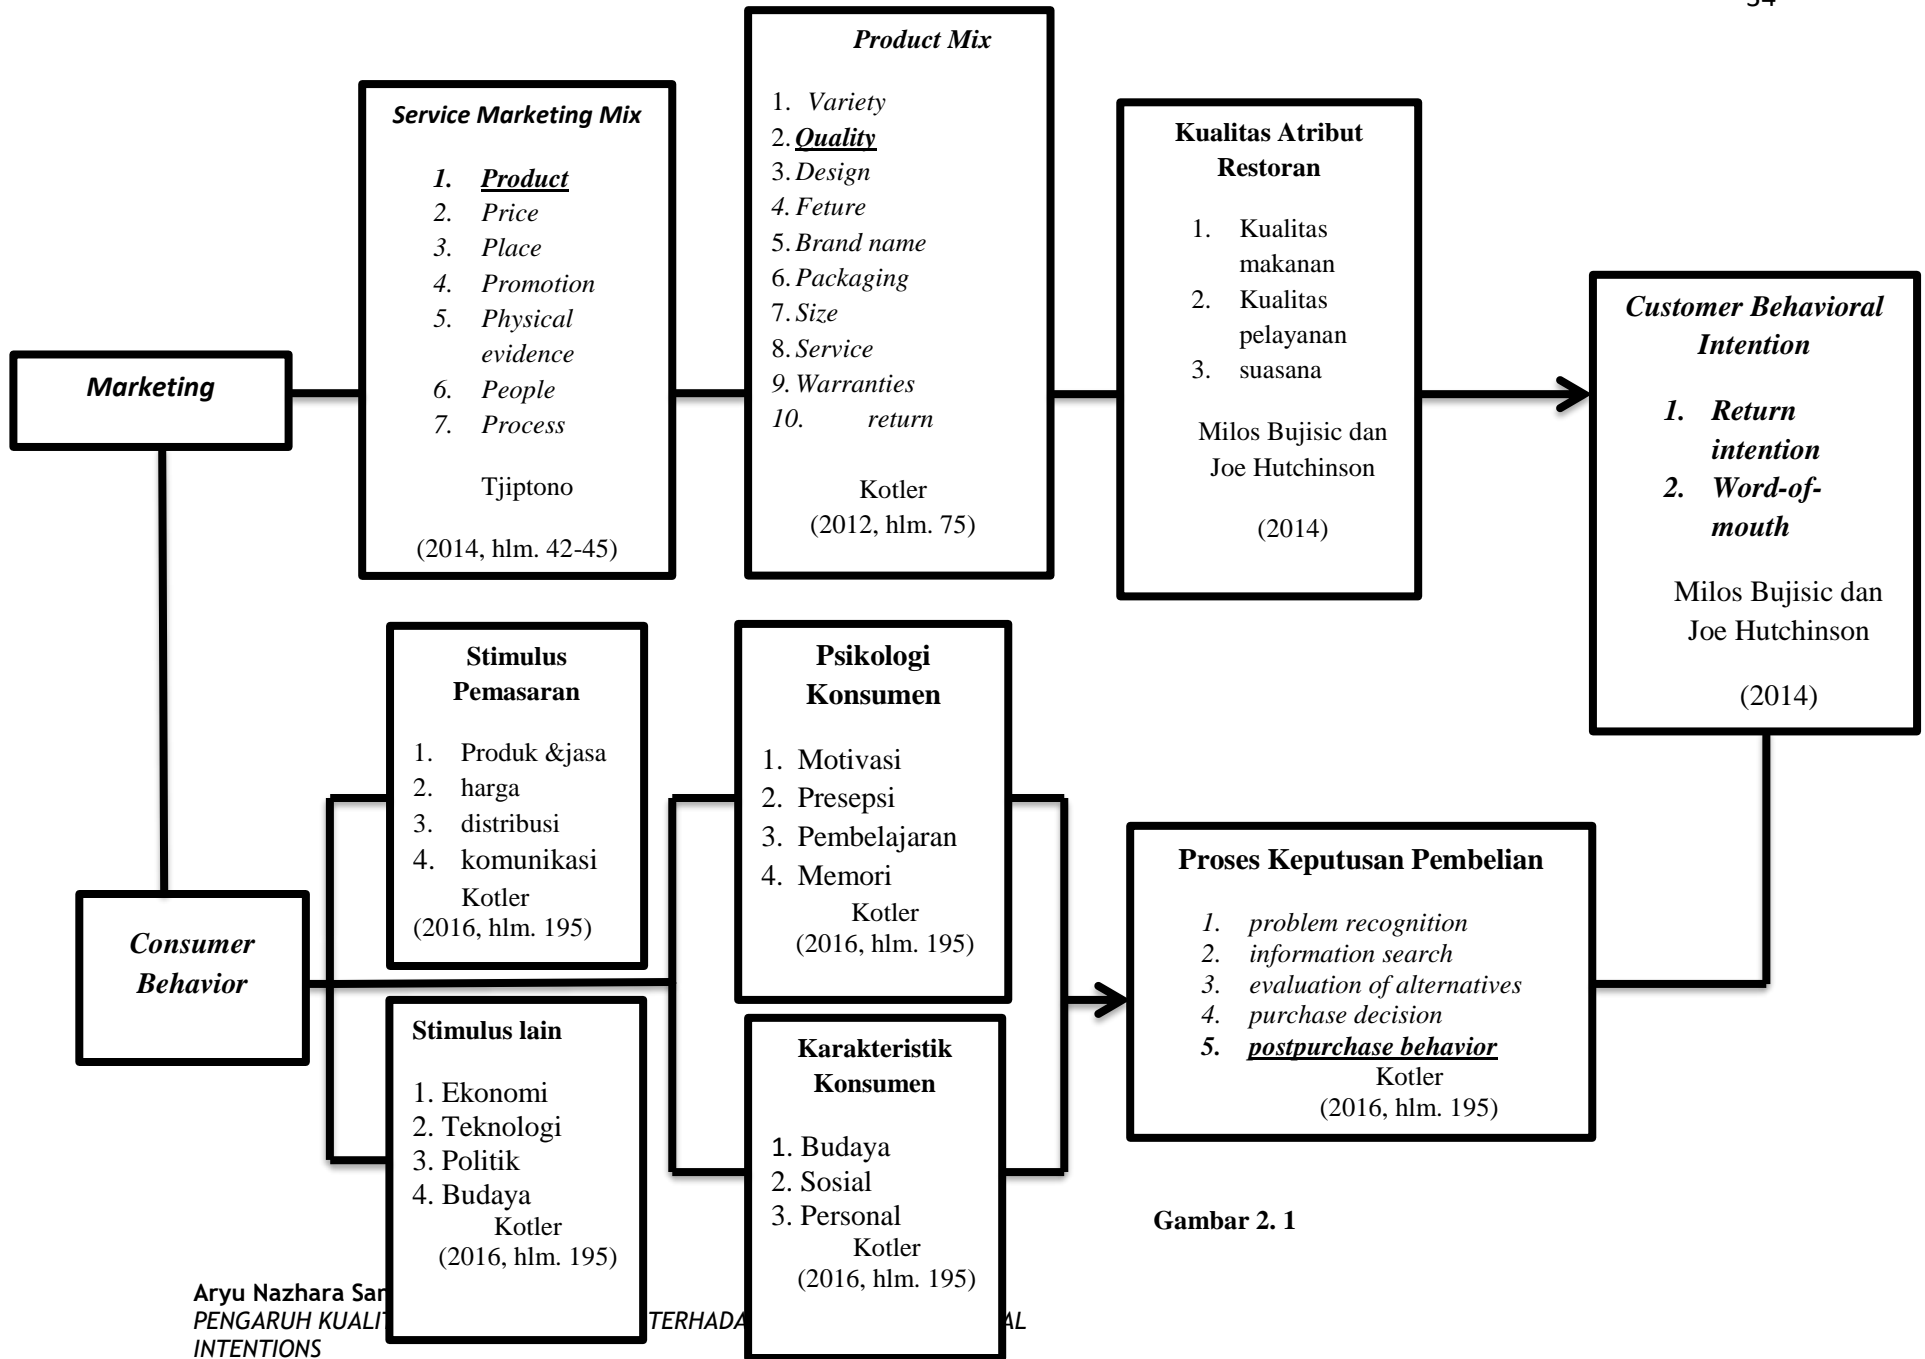 Service Marketing Mix
1. Product
2. Price
3. Place
4. Promotion
5. Physical
evidence
6. People
7. Process
Tjiptono
(2014, hlm. 42-45)
Product Mix
1. Variety
2. Quality
3. Design
4. Feture
5. Brand name
6. Packaging
7. Size
8. Service
9. Warranties
10. return
Kotler
(2012, hlm. 75)
Kualitas Atribut
Restoran
1. Kualitas
makanan
2. Kualitas
pelayanan
3. suasana
Milos Bujisic dan
Joe Hutchinson
(2014)
Customer Behavioral
Intention
1. Return
intention
2. Word-of-
mouth
Milos Bujisic dan
Joe Hutchinson
(2014)
Marketing
Consumer
Behavior
Stimulus
Pemasaran
1. Produk &jasa
2. harga
3. distribusi
4. komunikasi
Kotler
(2016, hlm. 195)
Stimulus lain
1. Ekonomi
2. Teknologi
3. Politik
4. Budaya
Kotler
(2016, hlm. 195)
Psikologi
Konsumen
1. Motivasi
2. Presepsi
3. Pembelajaran
4. Memori
Kotler
(2016, hlm. 195)
Karakteristik
Konsumen
1. Budaya
2. Sosial
3. Personal
Kotler
(2016, hlm. 195)
Proses Keputusan Pembelian
1. problem recognition
2. information search
3. evaluation of alternatives
4. purchase decision
5. postpurchase behavior
Kotler
(2016, hlm. 195)
Gambar 2. 1
Aryu Nazhara
PENGARUH
INTENTIONS